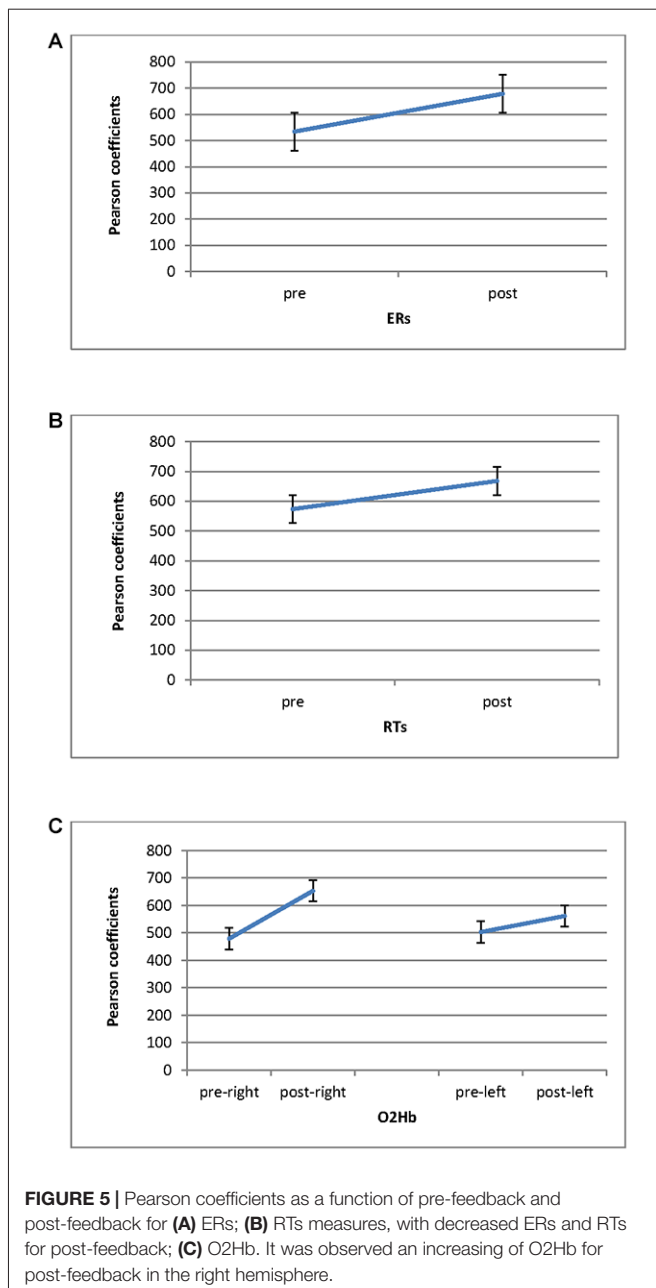 A
800
700
600
500
400
300
200
100
0
Pearson coefficients
pre post
ERs
B
800
700
600
500
400
300
200
100
0
Pearson coefficients
pre post
RTs
C
800
700
600
500
400
300
200
100
0
Pearson coefficients
pre-right post-right pre-left post-left
O2Hb
FIGURE 5 | Pearson coefficients as a function of pre-feedback and
post-feedback for (A) ERs; (B) RTs measures, with decreased ERs and RTs
for post-feedback; (C) O2Hb. It was observed an increasing of O2Hb for
post-feedback in the right hemisphere.